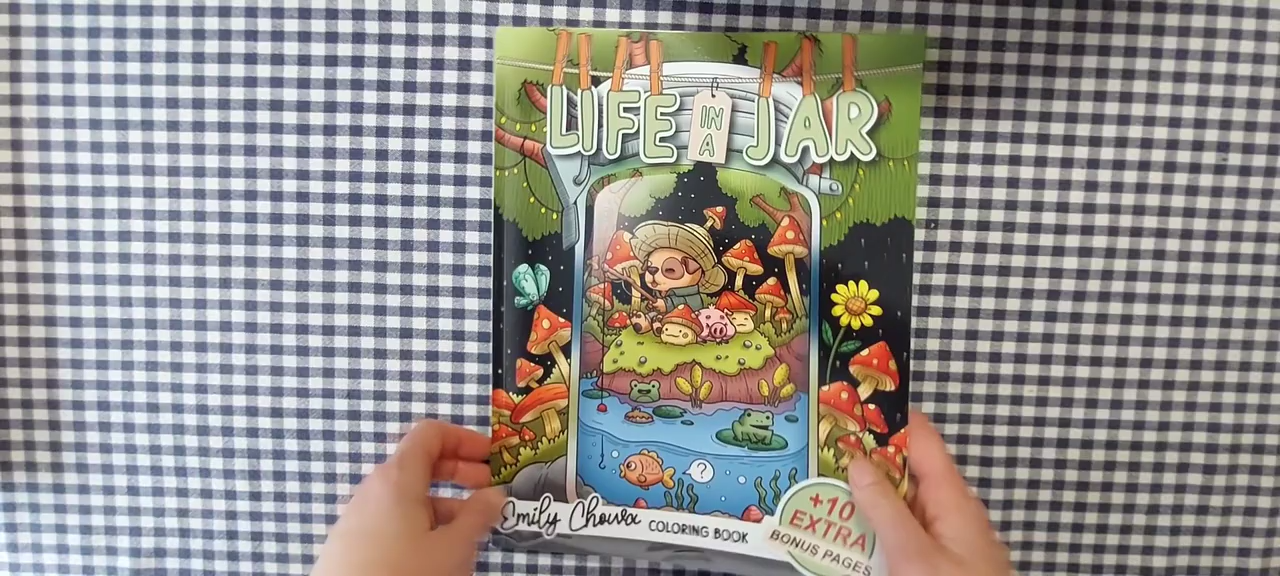 LIFE IN A JAR
?
Emily Chowa COLORING BOOK
+10
EXTRA
BONUS PAGES